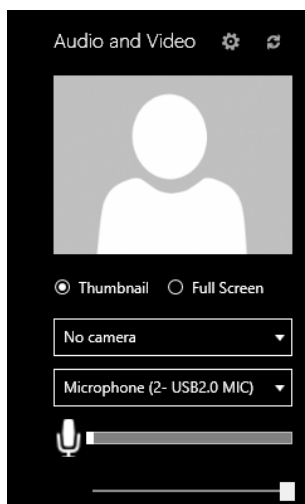 Audio and Video
Thumbnail Full Screen
No camera
Microphone (2- USB2.0 MIC)